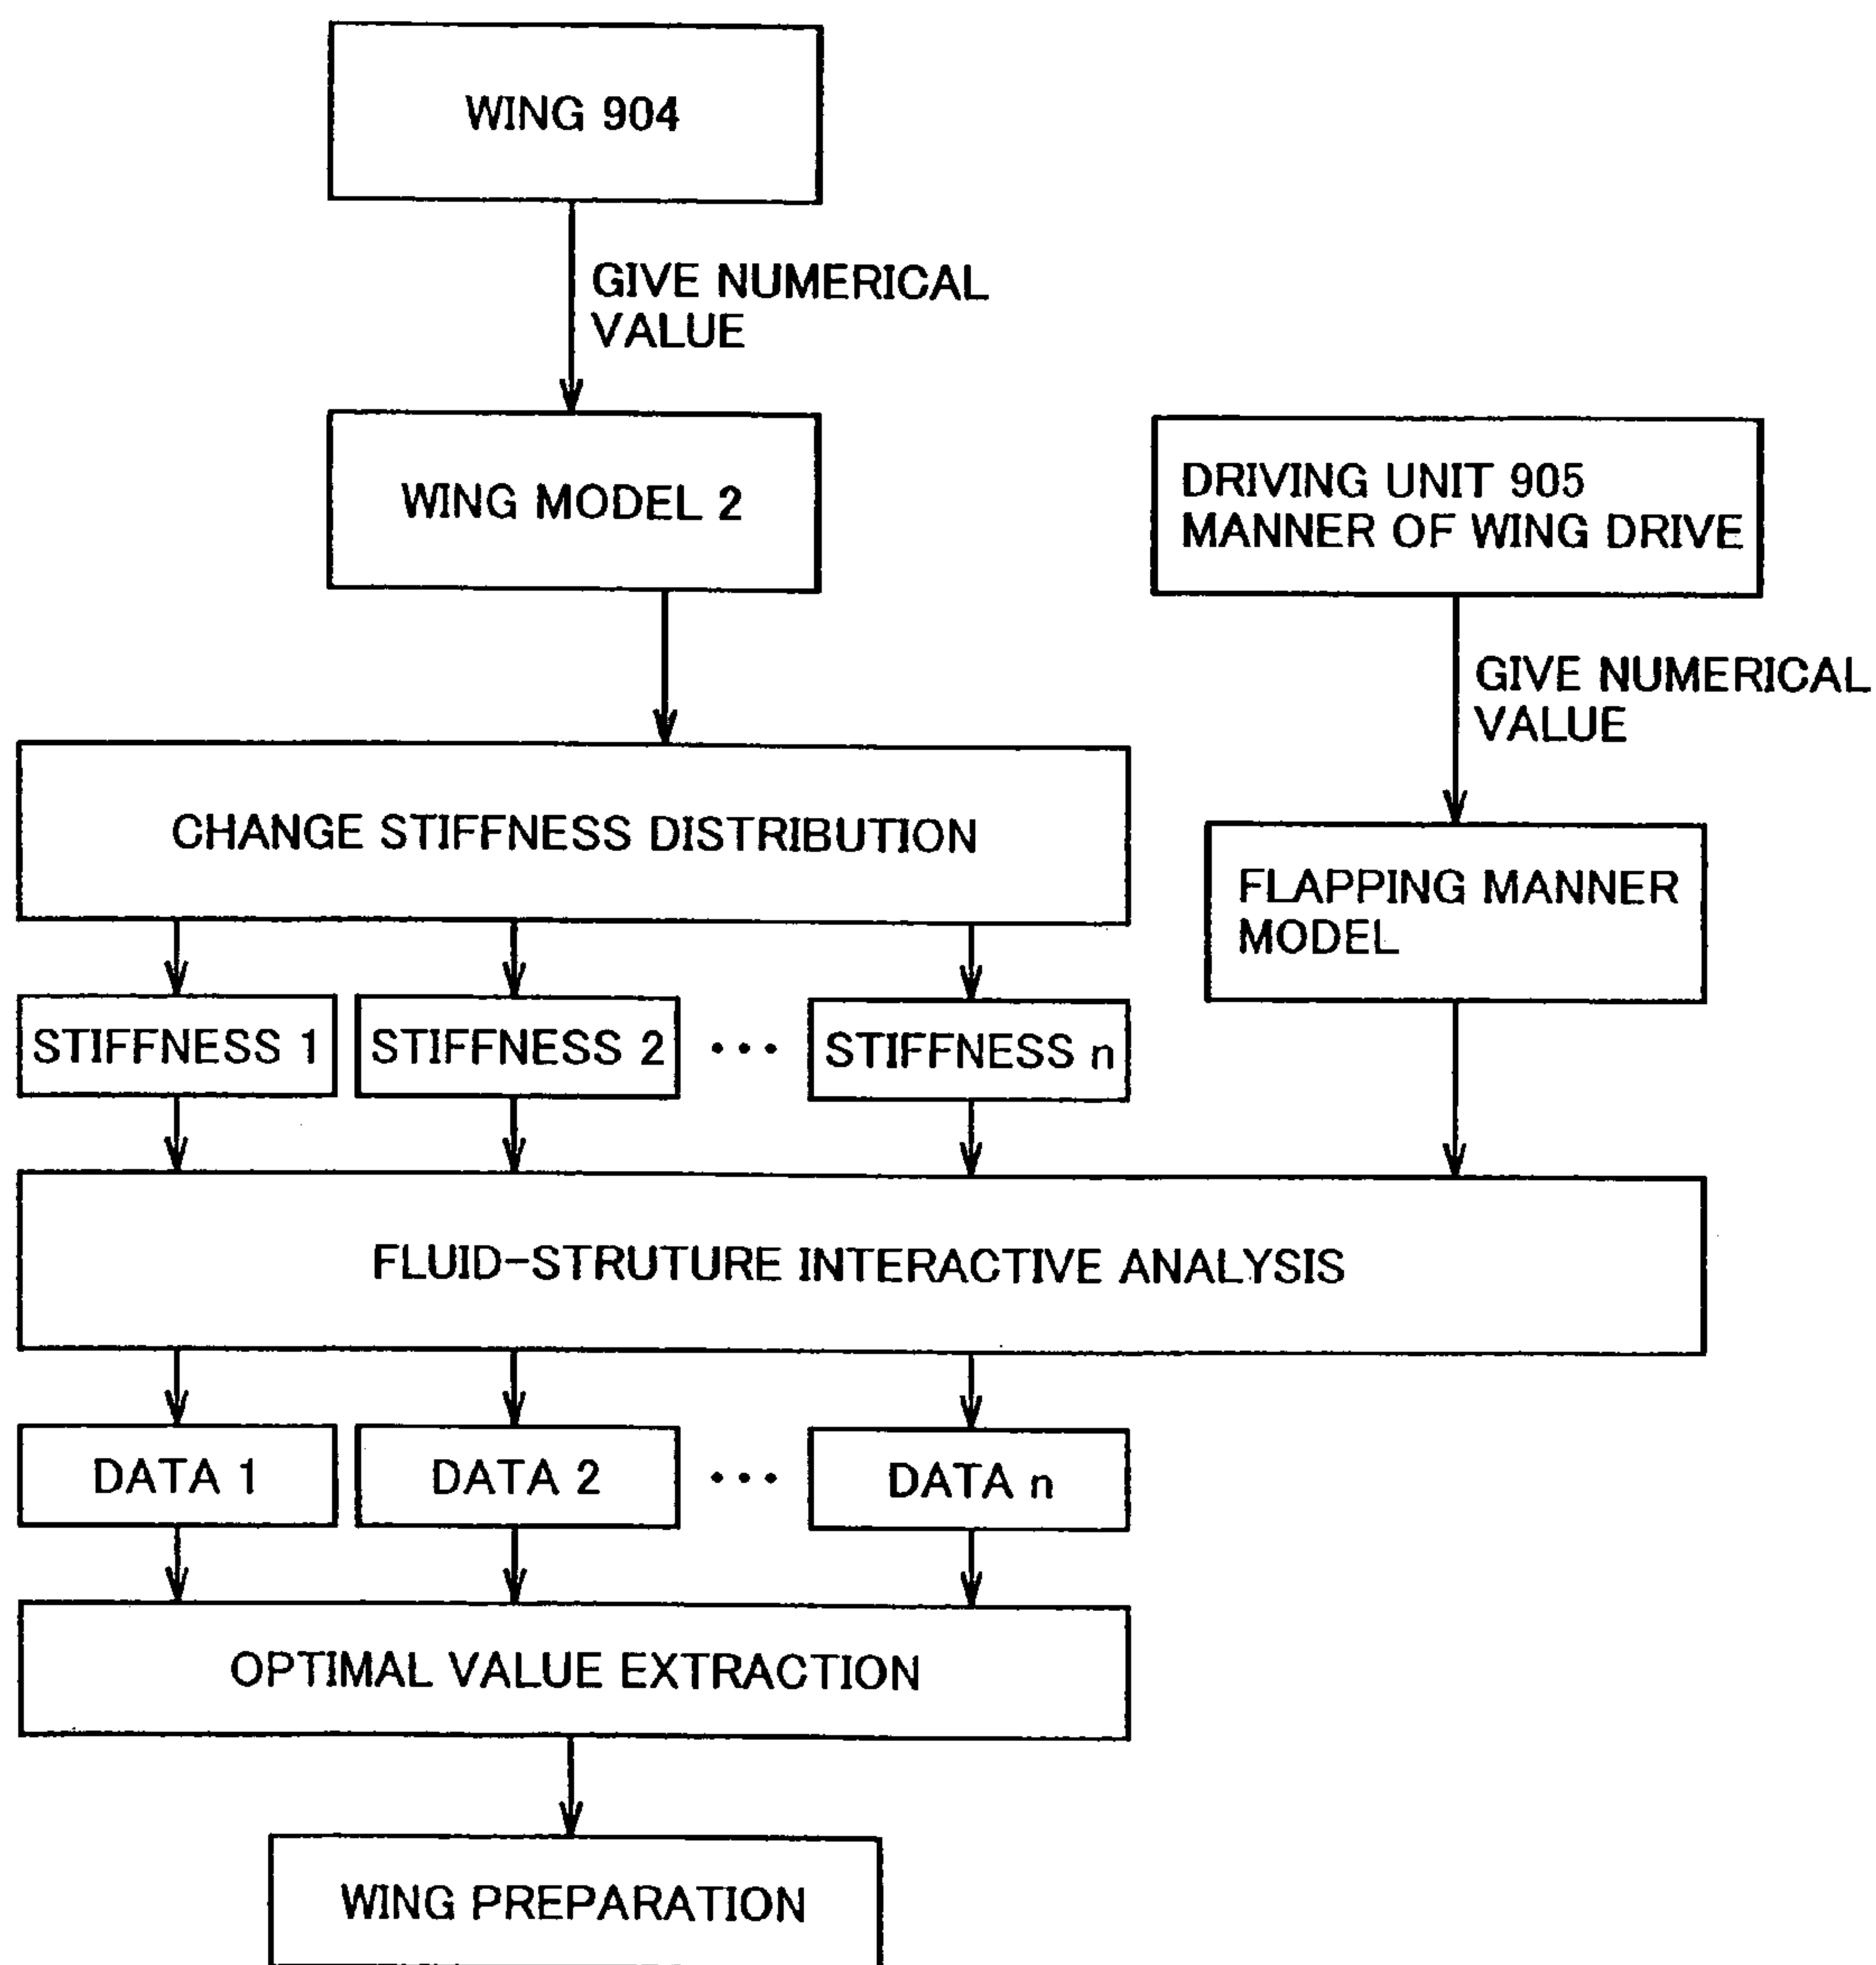 WING 904
GIVE NUMERICAL
VALUE
WING MODEL 2
DRIVING UNIT 905
MANNER OF WING DRIVE
GIVE NUMERICAL
VALUE
CHANGE STIFFNESS DISTRIBUTION
FLAPPING MANNER
MODEL
STIFFNESS 1
STIFFNESS 2
•••
STIFFNESS n
FLUID-STRUTURE INTERACTIVE ANALYSIS
DATA 1
DATA 2
•••
DATA n
OPTIMAL VALUE EXTRACTION
WING PREPARATION